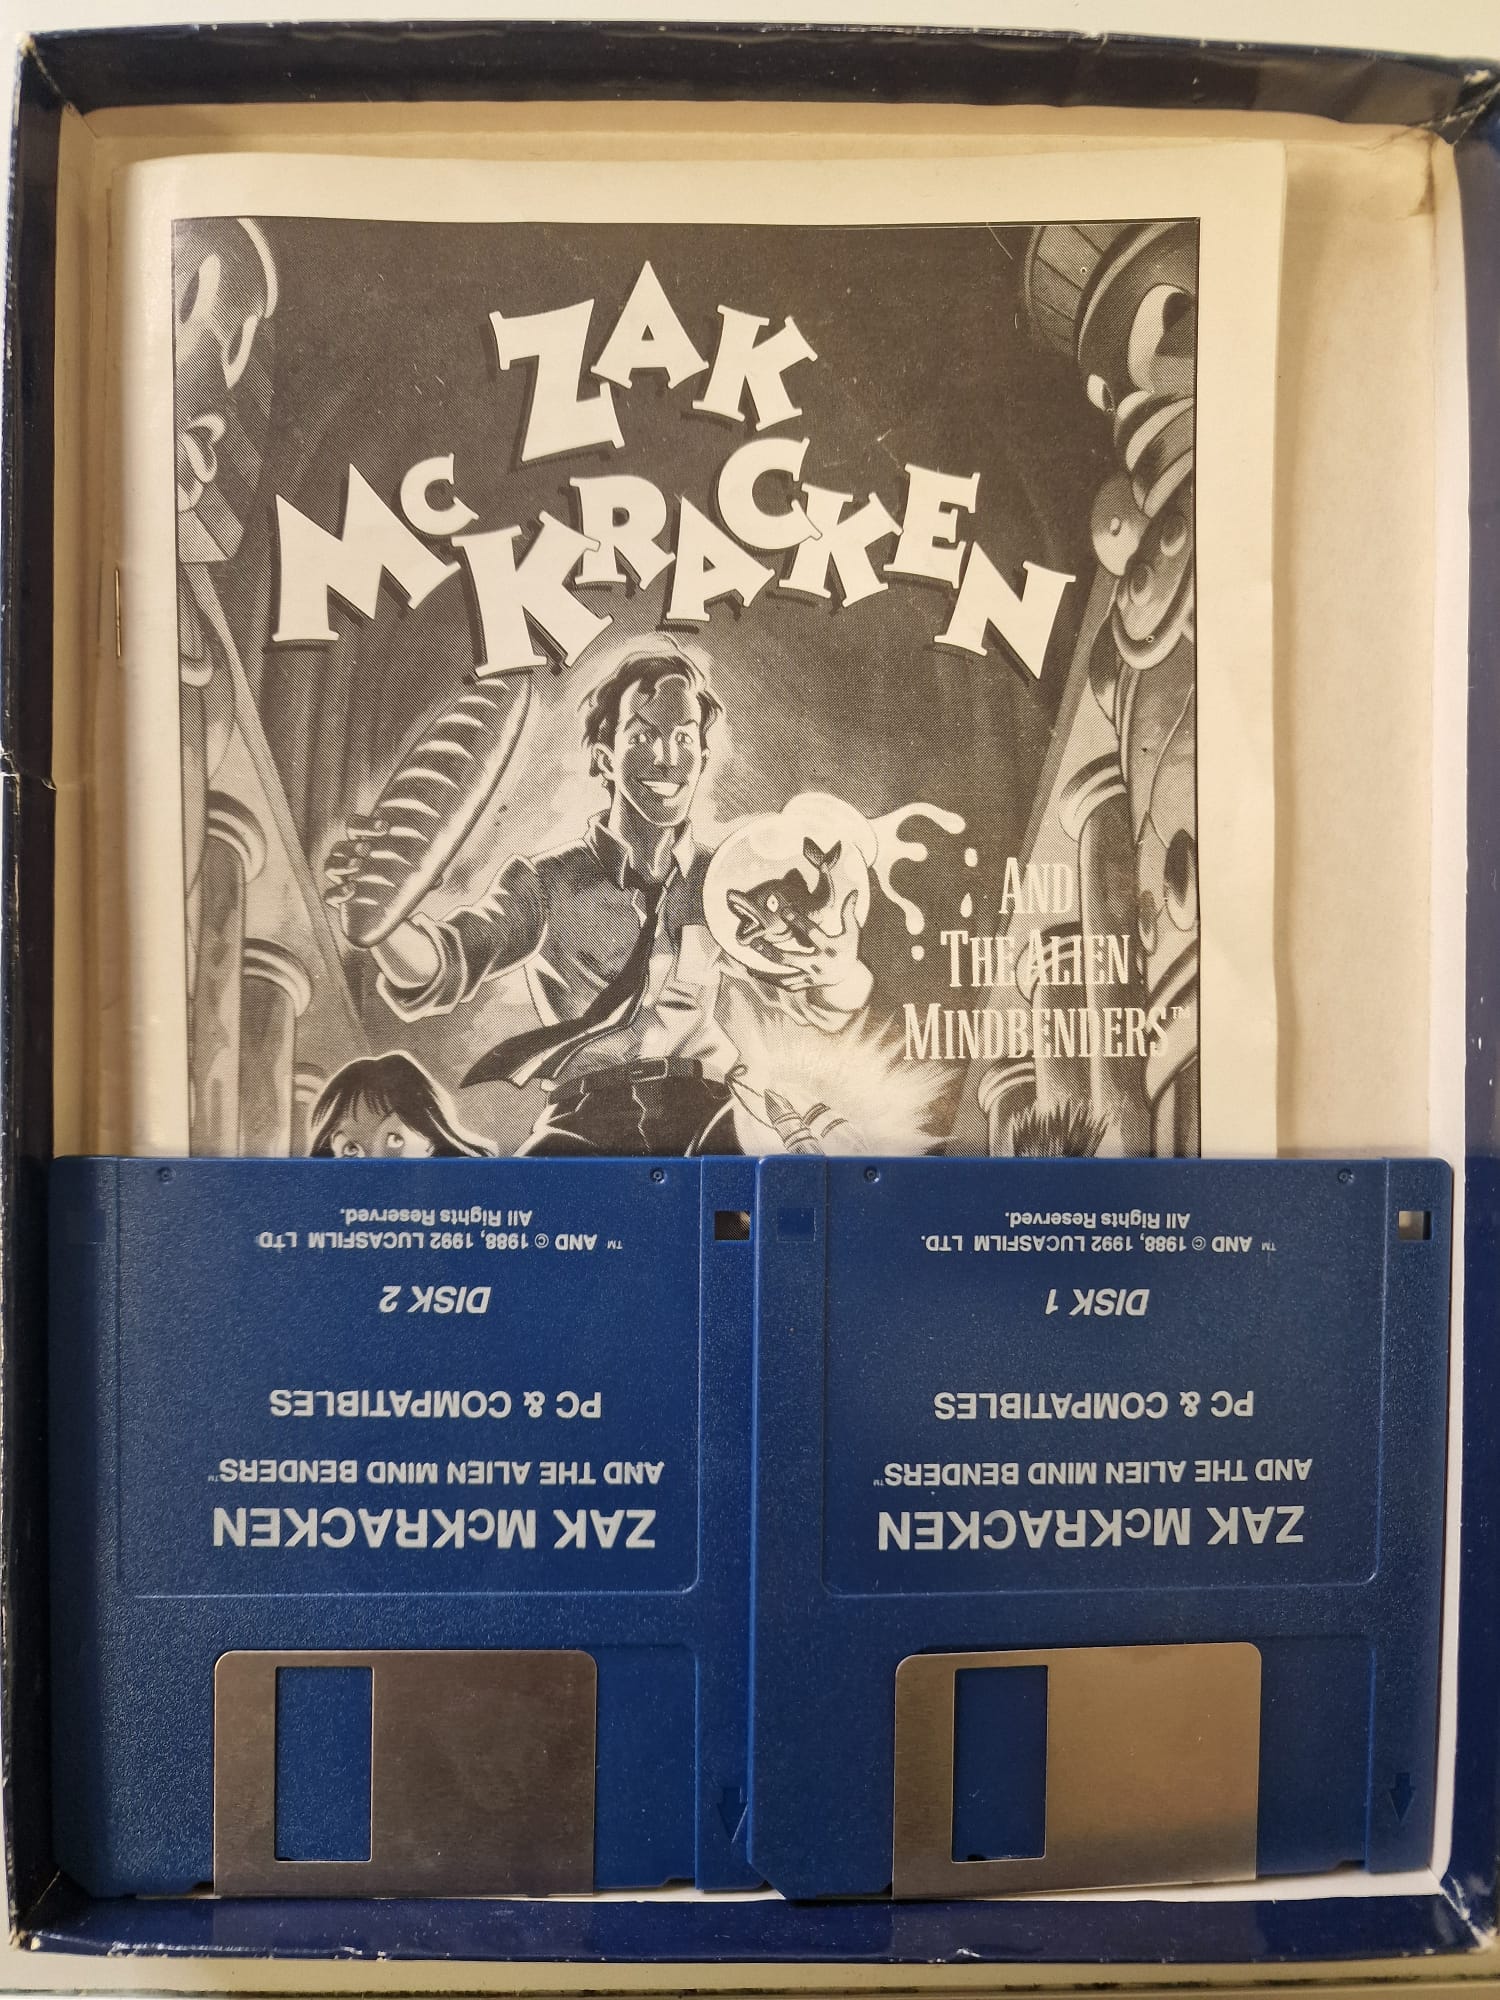 ZAK
McKRACKEN
AND
THE ALIEN
MINDBENDERS™
ZAK McKRACKEN
AND THE ALIEN MIND BENDERS™
PC & COMPATIBLES
DISK 2
™ AND © 1988, 1992 LUCASFILM LTD
All Rights Reserved.
ZAK McKRACKEN
AND THE ALIEN MIND BENDERS™
PC & COMPATIBLES
DISK 1
™ AND © 1988, 1992 LUCASFILM LTD.
All Rights Reserved.